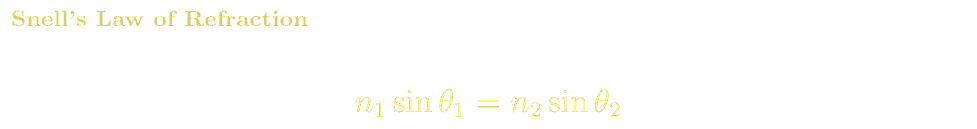 Snell's Law of Refraction
n₁ sin θ₁ = n₂ sin θ₂